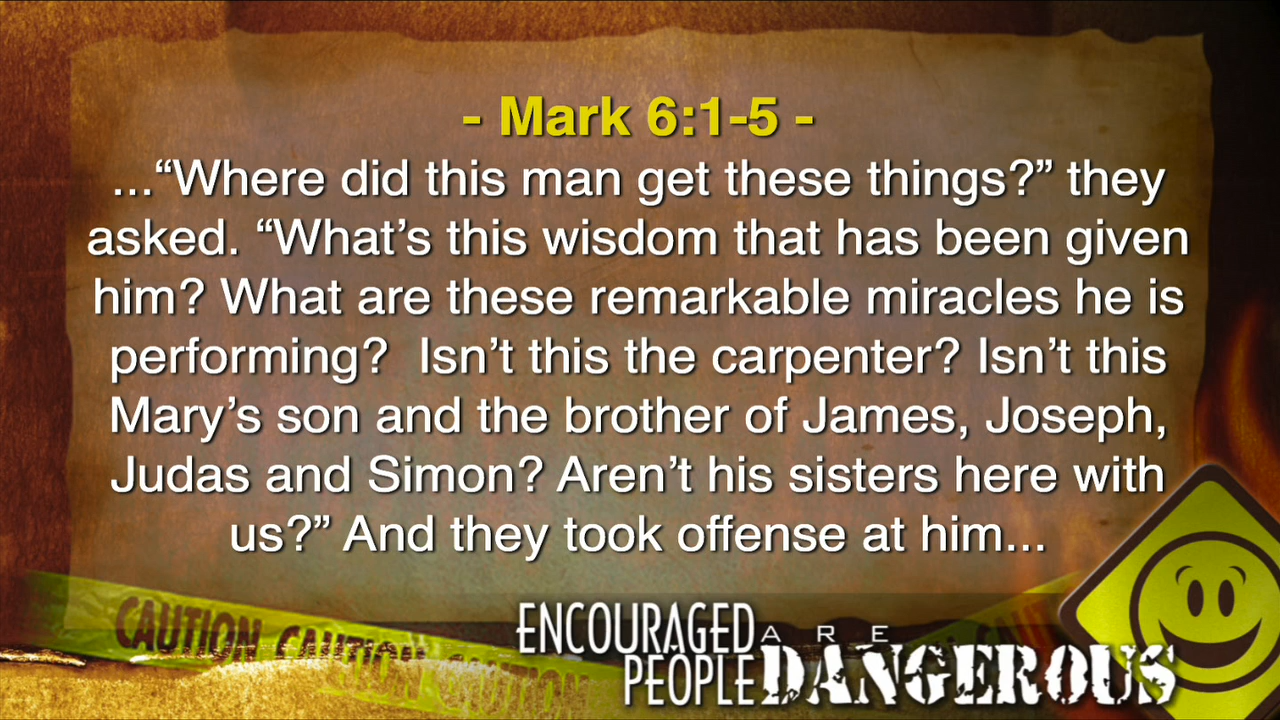 - Mark 6:1-5 -
...“Where did this man get these things?” they
asked. “What’s this wisdom that has been given
him? What are these remarkable miracles he is
performing?  Isn’t this the carpenter? Isn’t this
Mary’s son and the brother of James, Joseph,
Judas and Simon? Aren’t his sisters here with
us?” And they took offense at him...
CAUTION CAUTION CAUTION
ENCOURAGED ARE
PEOPLE DANGEROUS